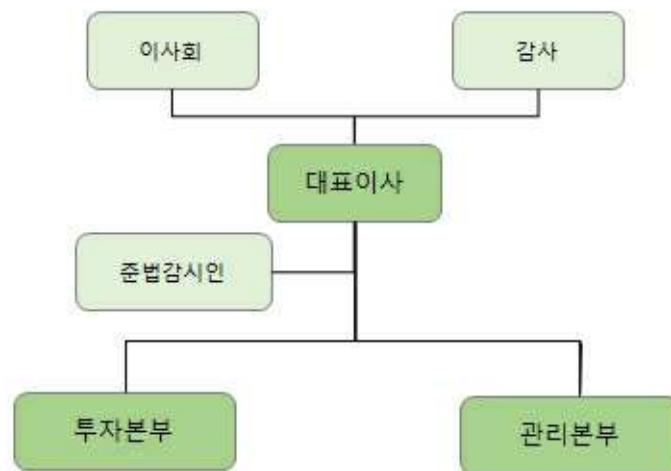 이사회
감사
대표이사
준법감시인
투자본부
관리본부